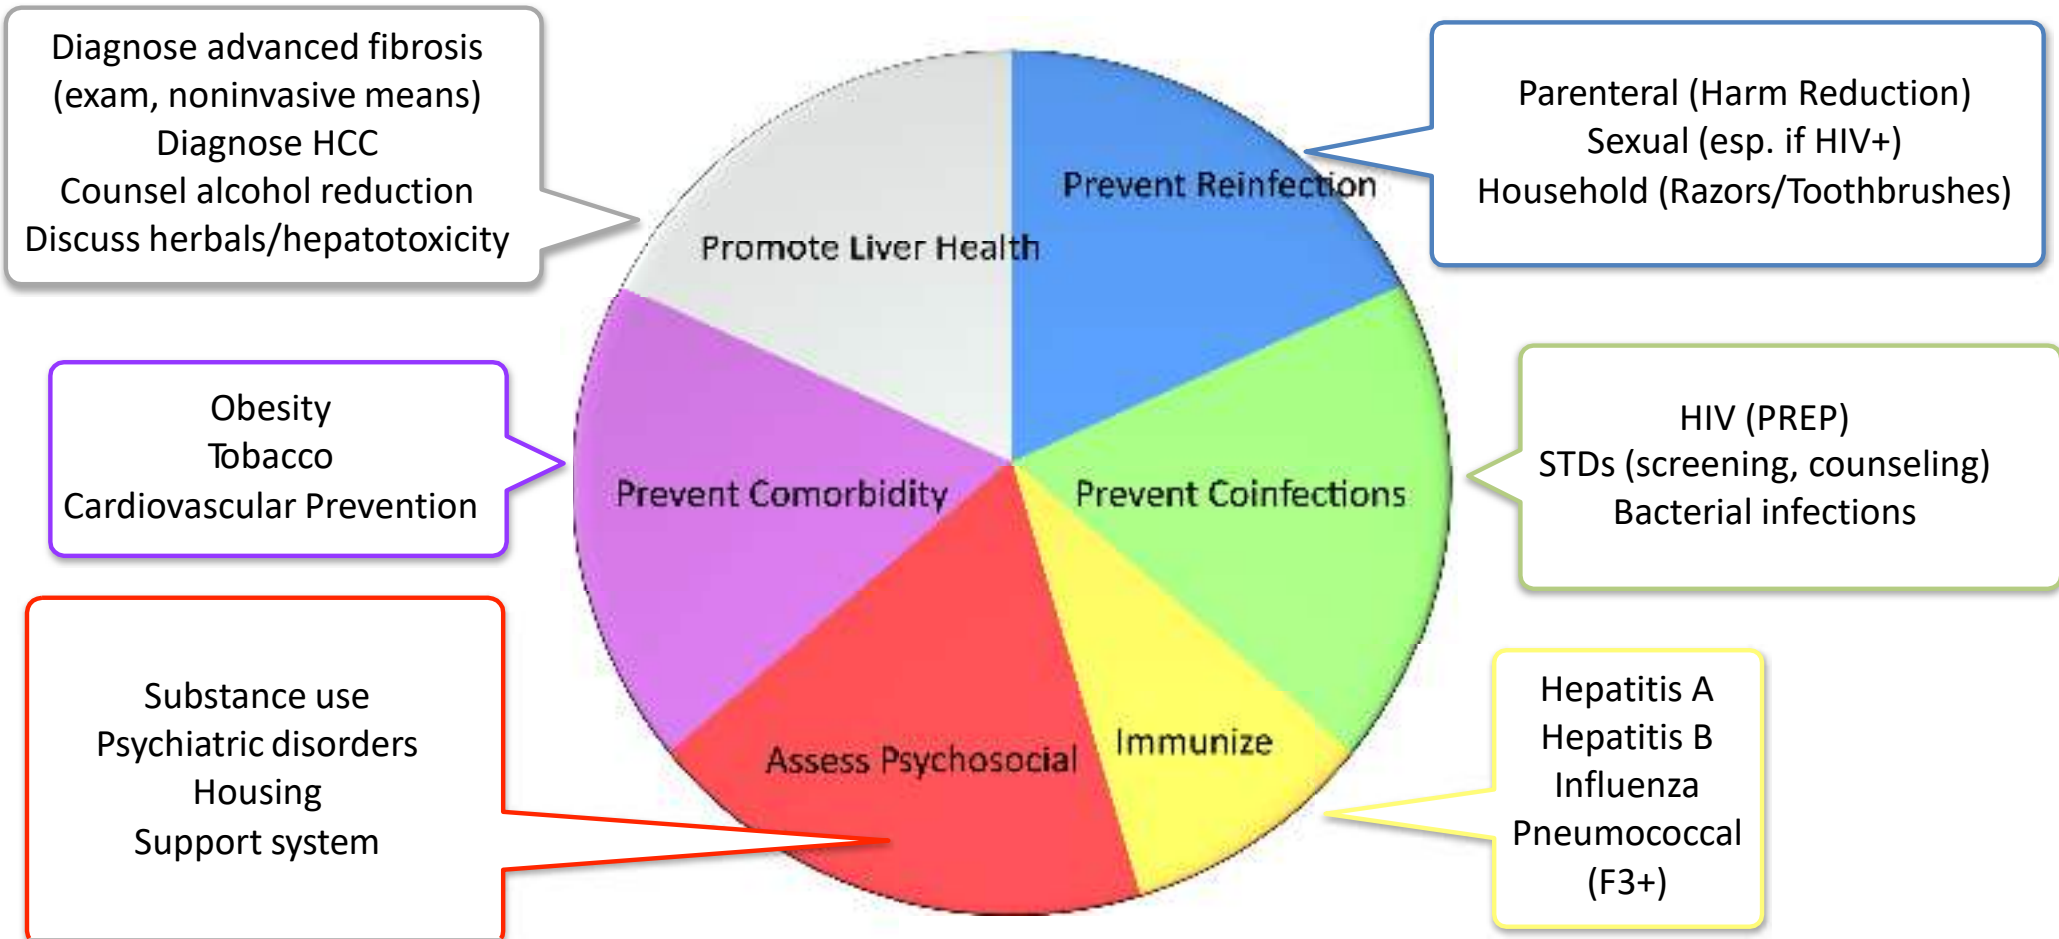 Diagnose advanced fibrosis
(exam, noninvasive means)
Diagnose HCC
Counsel alcohol reduction
Discuss herbals/hepatotoxicity
Parenteral (Harm Reduction)
Sexual (esp. if HIV+)
Household (Razors/Toothbrushes)
Prevent Reinfection
Promote Liver Health
Obesity
Tobacco
Cardiovascular Prevention
Prevent Comorbidity
Prevent Coinfections
HIV (PREP)
STDs (screening, counseling)
Bacterial infections
Substance use
Psychiatric disorders
Housing
Support system
Assess Psychosocial
Immunize
Hepatitis A
Hepatitis B
Influenza
Pneumococcal
(F3+)